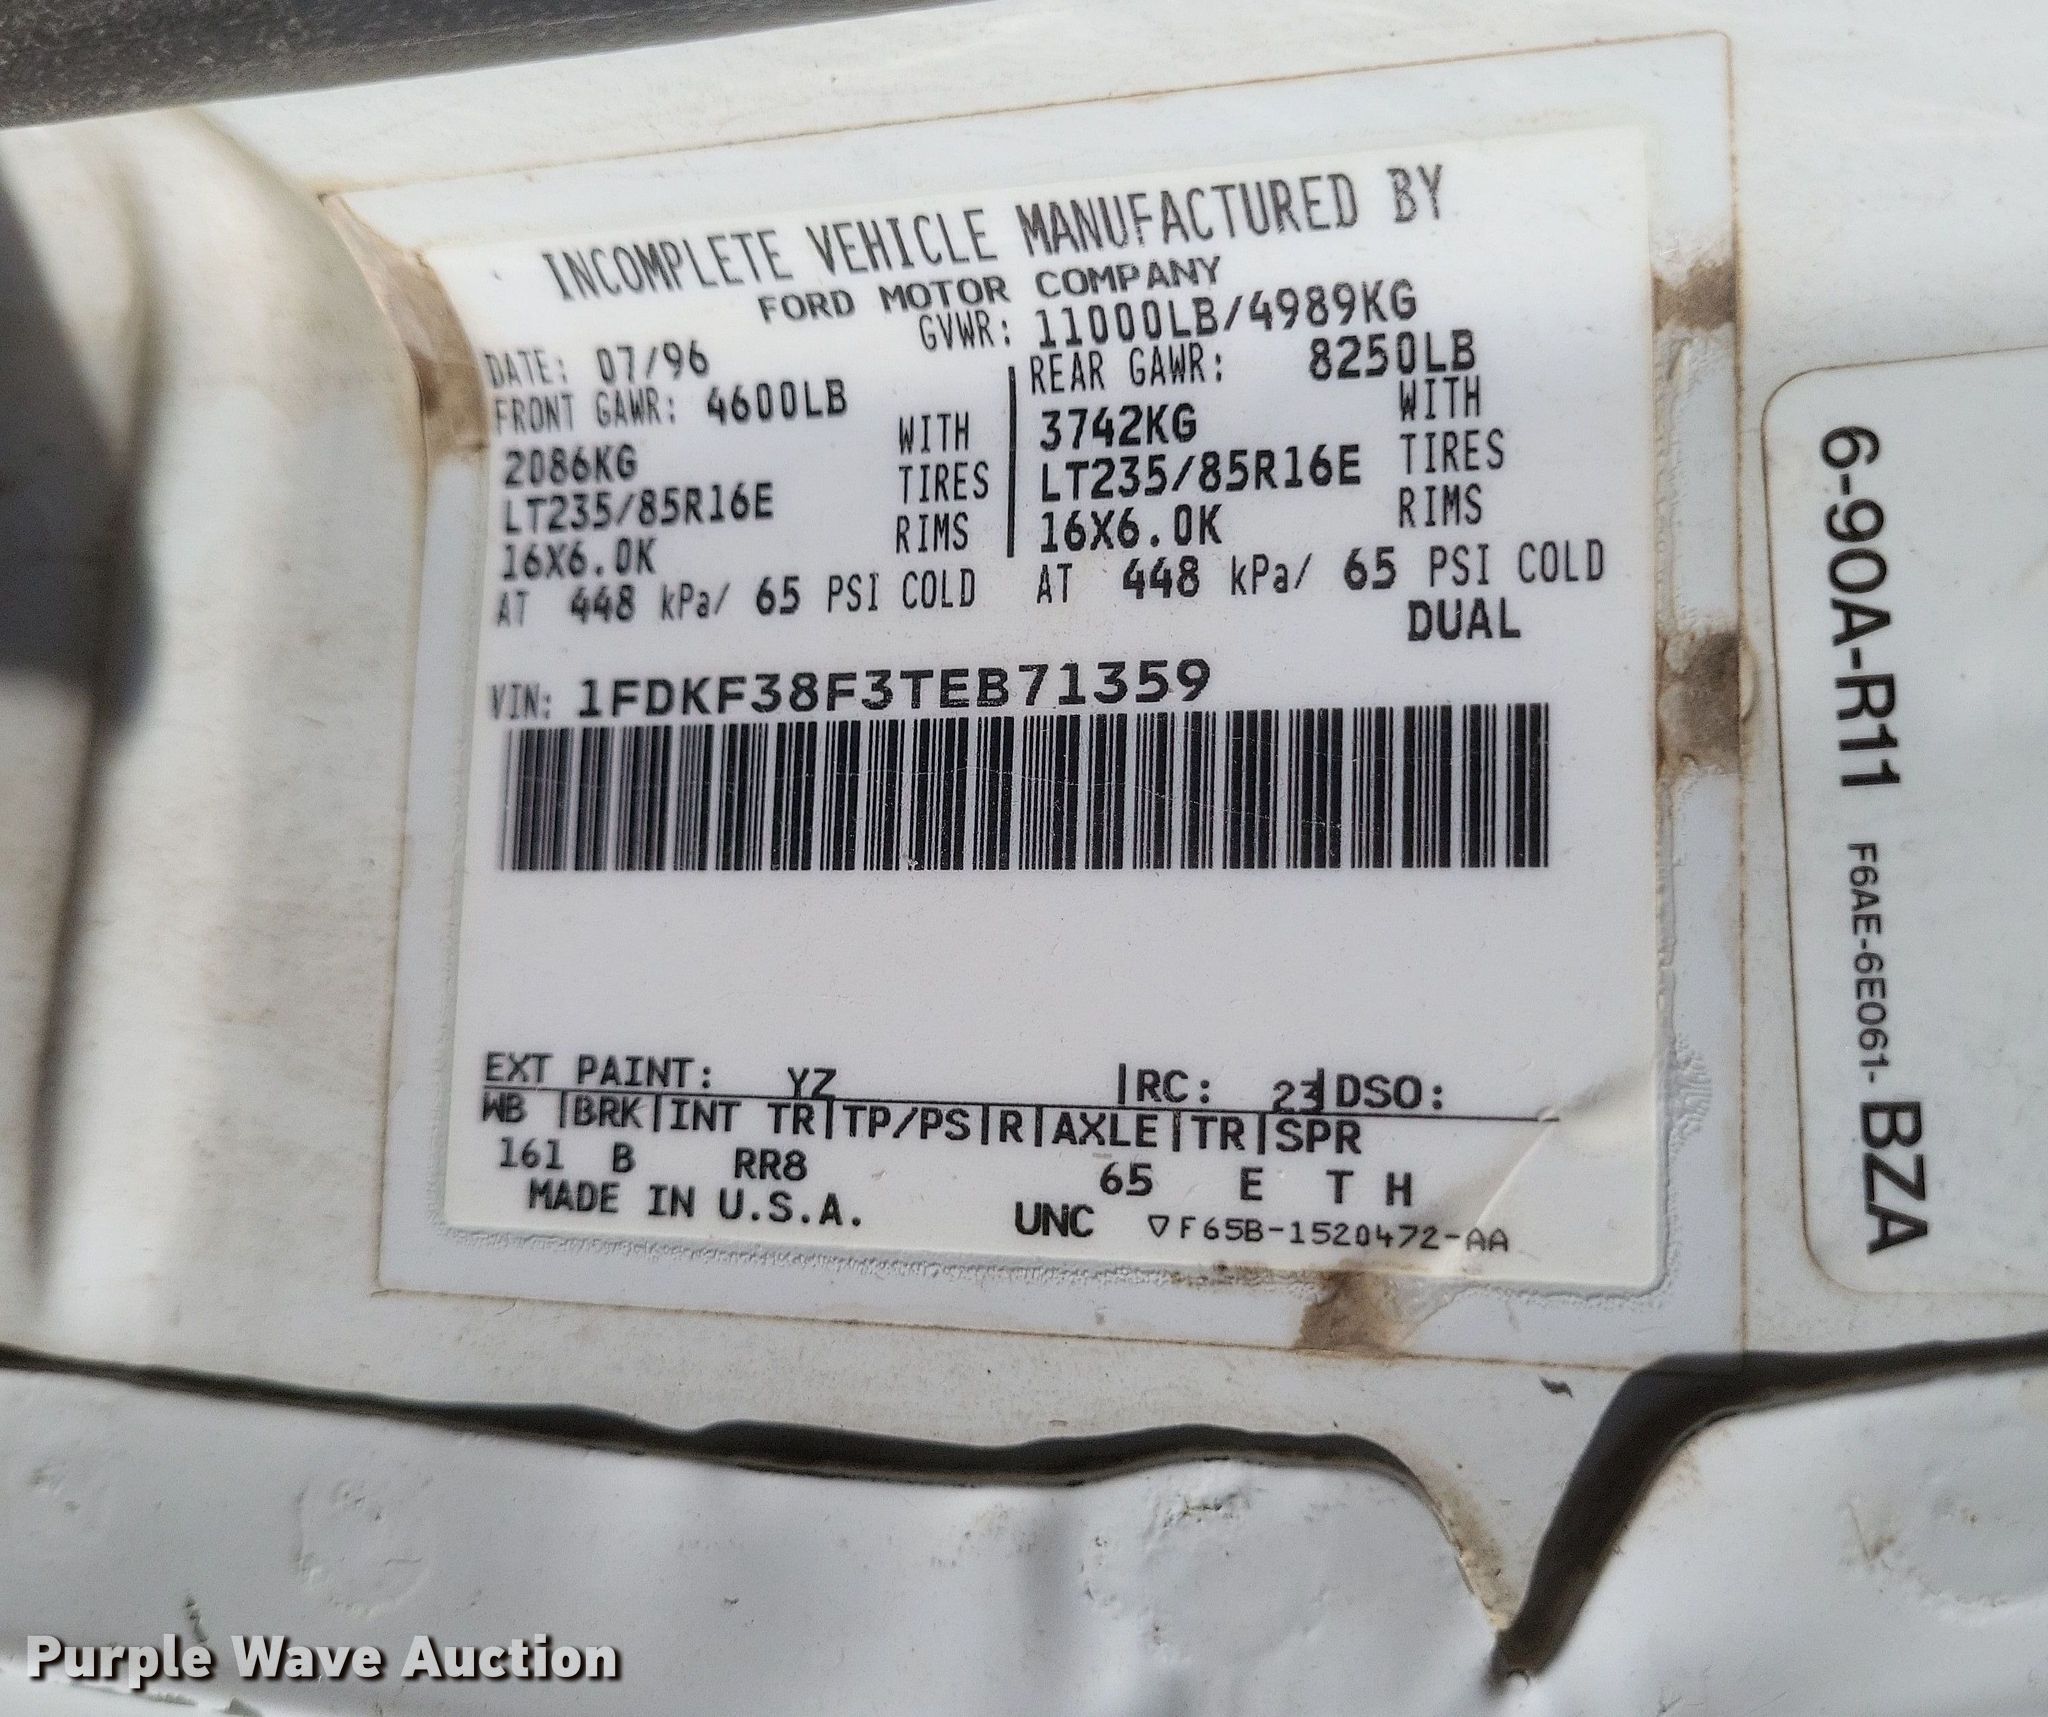 INCOMPLETE VEHICLE MANUFACTURED BY
FORD MOTOR COMPANY
DATE: 07/96 GVWR: 11000LB/4989KG
FRONT GAWR: 4600LB REAR GAWR: 8250LB
2086KG WITH 3742KG WITH
LT235/85R16E TIRES LT235/85R16E TIRES
16X6.0K RIMS 16X6.0K RIMS
AT 448 kPa/ 65 PSI COLD AT 448 kPa/ 65 PSI COLD
DUAL
VIN: 1FDKF38F3TEB71359
EXT PAINT: YZ |RC: 23|DSO:
WB |BRK|INT TR|TP/PS|R|AXLE|TR|SPR
161 B RR8 65 E T H
MADE IN U.S.A. UNC ▽F65B-1520472-AA
6-90A-R11 F6AE-6E061-BZA
Purple Wave Auction